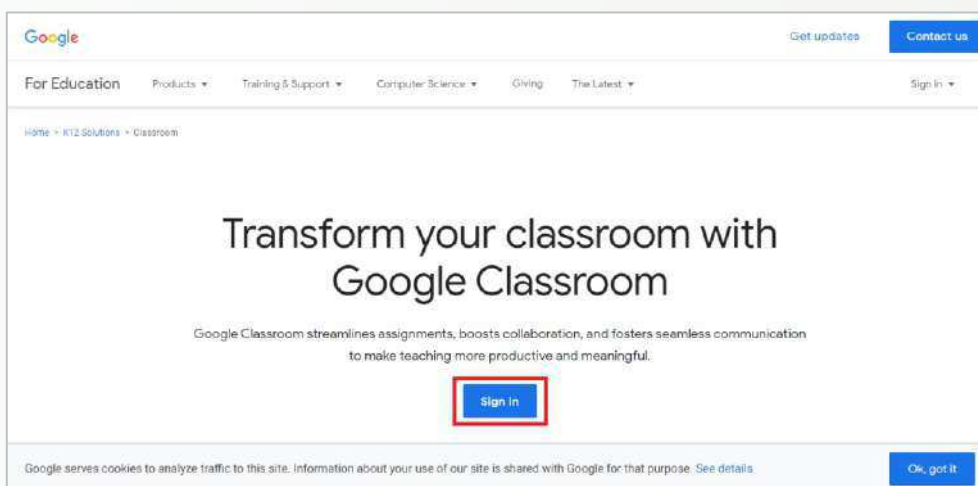 Google
Get updates
Contact us
For Education
Products
Training & Support
Computer Science
Giving
The Latest
Sign in
Home > K12 Solutions > Classroom
Transform your classroom with
Google Classroom
Google Classroom streamlines assignments, boosts collaboration, and fosters seamless communication
to make teaching more productive and meaningful.
Sign in
Google serves cookies to analyze traffic to this site. Information about your use of our site is shared with Google for that purpose. See details
Ok, got it